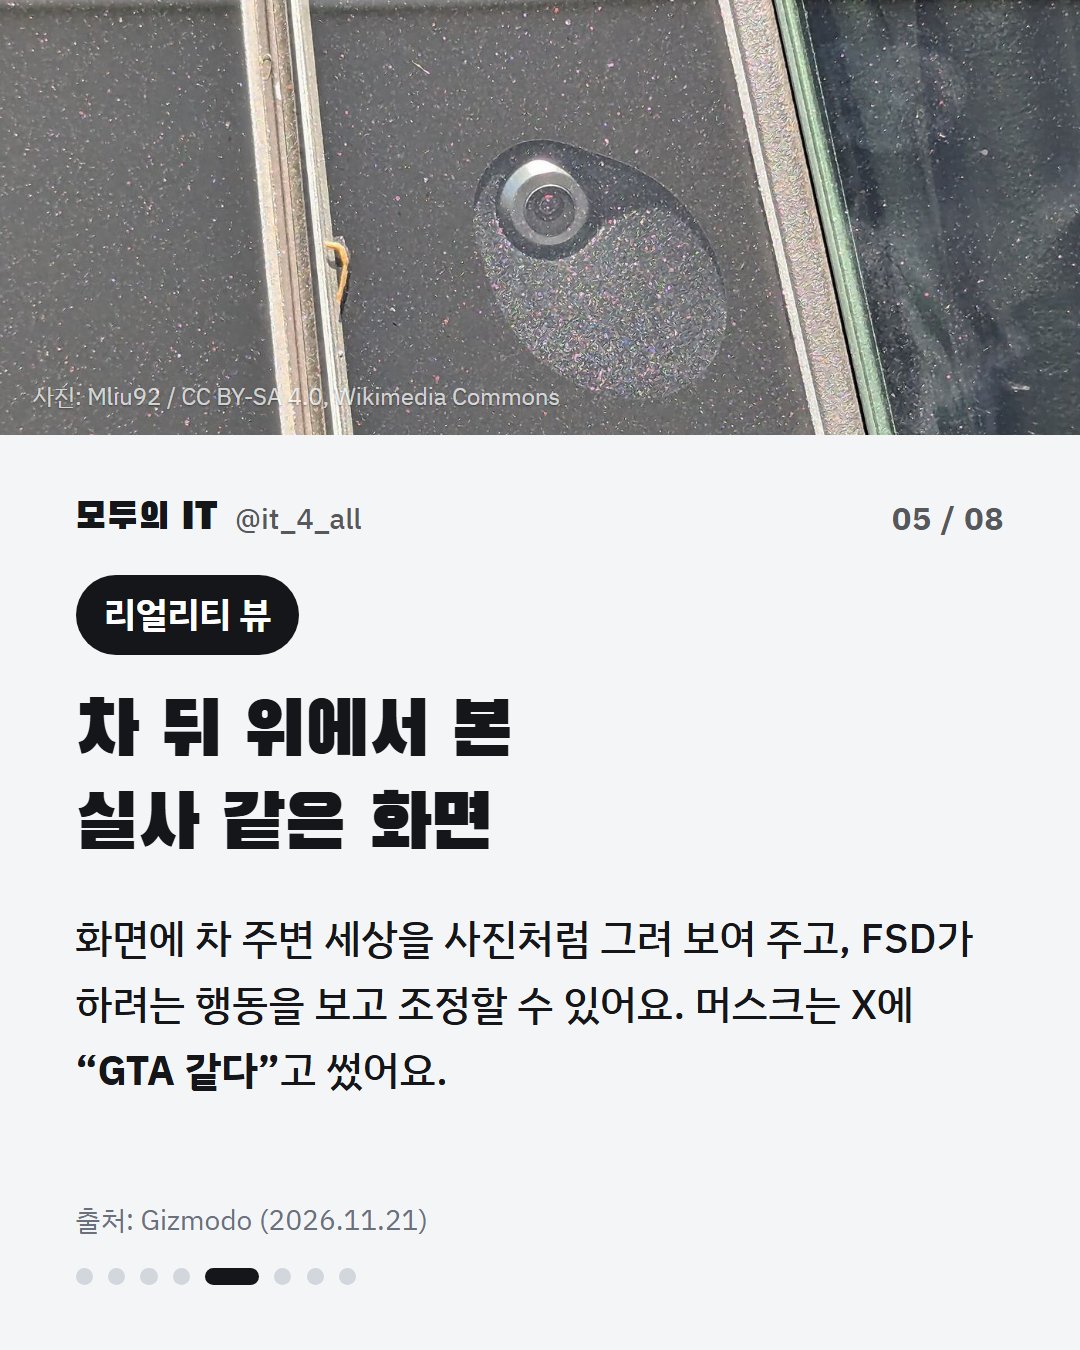 사진: Mliu92 / CC BY-SA 4.0, Wikimedia Commons
모두의 IT @it_4_all 05 / 08
리얼리티 뷰
차 뒤 위에서 본
실사 같은 화면
화면에 차 주변 세상을 사진처럼 그려 보여 주고, FSD가
하려는 행동을 보고 조정할 수 있어요. 머스크는 X에
“GTA 같다”고 썼어요.
출처: Gizmodo (2026.11.21)